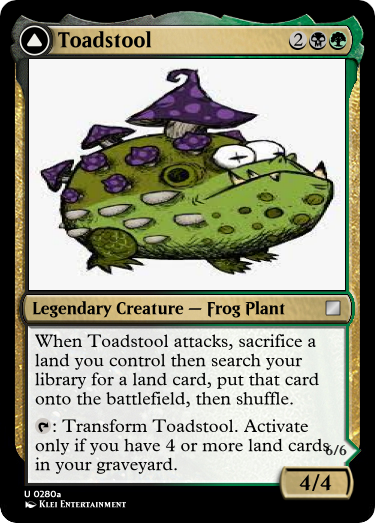 Toadstool 2
Legendary Creature — Frog Plant
When Toadstool attacks, sacrifice a
land you control then search your
library for a land card, put that card
onto the battlefield, then shuffle.
: Transform Toadstool. Activate
only if you have 4 or more land cards
in your graveyard.
6/6
4/4
U 0280a
Klei Entertainment